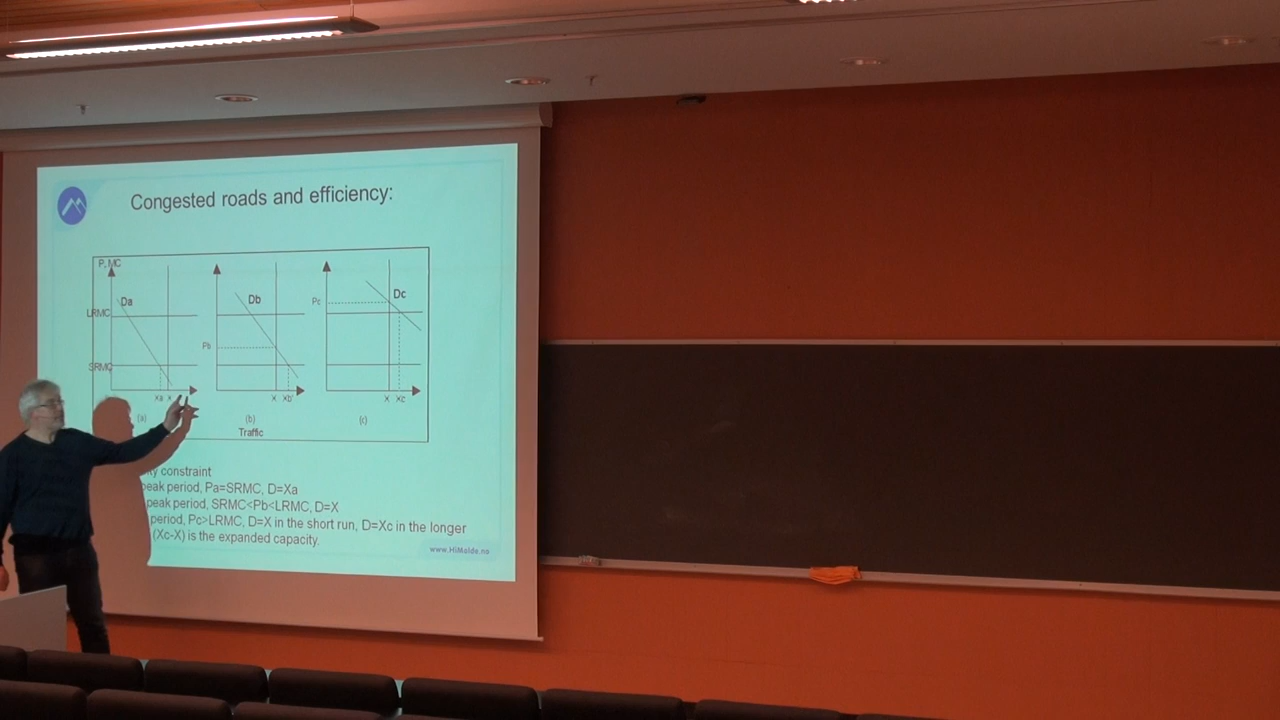 Congested roads and efficiency:
P, MC
Da
Db
Pc
Dc
LRMC
Pb
SRMC
Xa x
X Xb'
X Xc
(a)
(b)
(c)
Traffic
constraint
peak period, Pa=SRMC, D=Xa
peak period, SRMC<Pb<LRMC, D=X
period, Pc>LRMC, D=X in the short run, D=Xc in the longer
(Xc-X) is the expanded capacity.
www.HiMolde.no